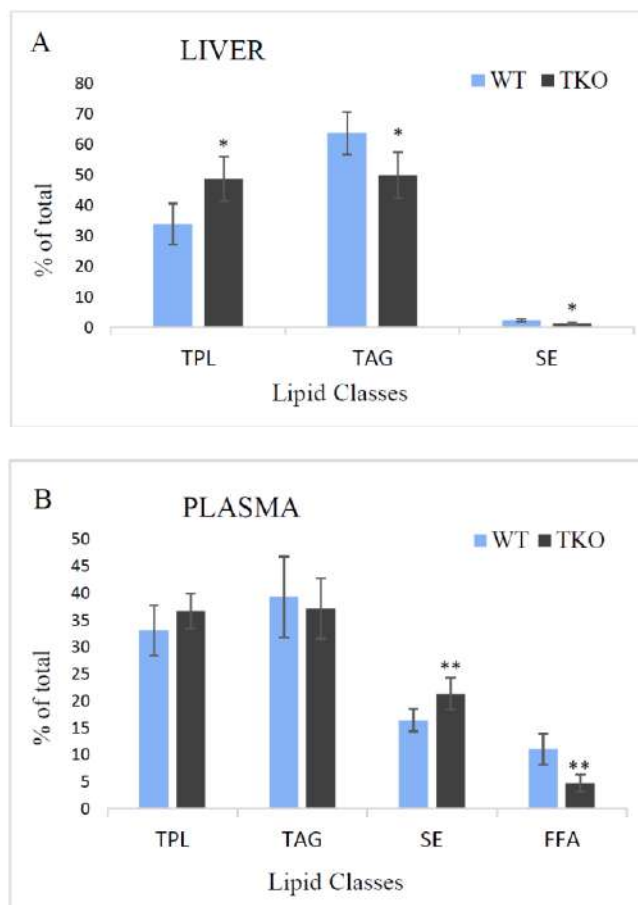 A
LIVER
WT TKO
80
70
60
50
40
30
20
10
0
% of total
*
*
*
TPL TAG SE
Lipid Classes
B
PLASMA
WT TKO
50
45
40
35
30
25
20
15
10
5
0
% of total
**
**
TPL TAG SE FFA
Lipid Classes